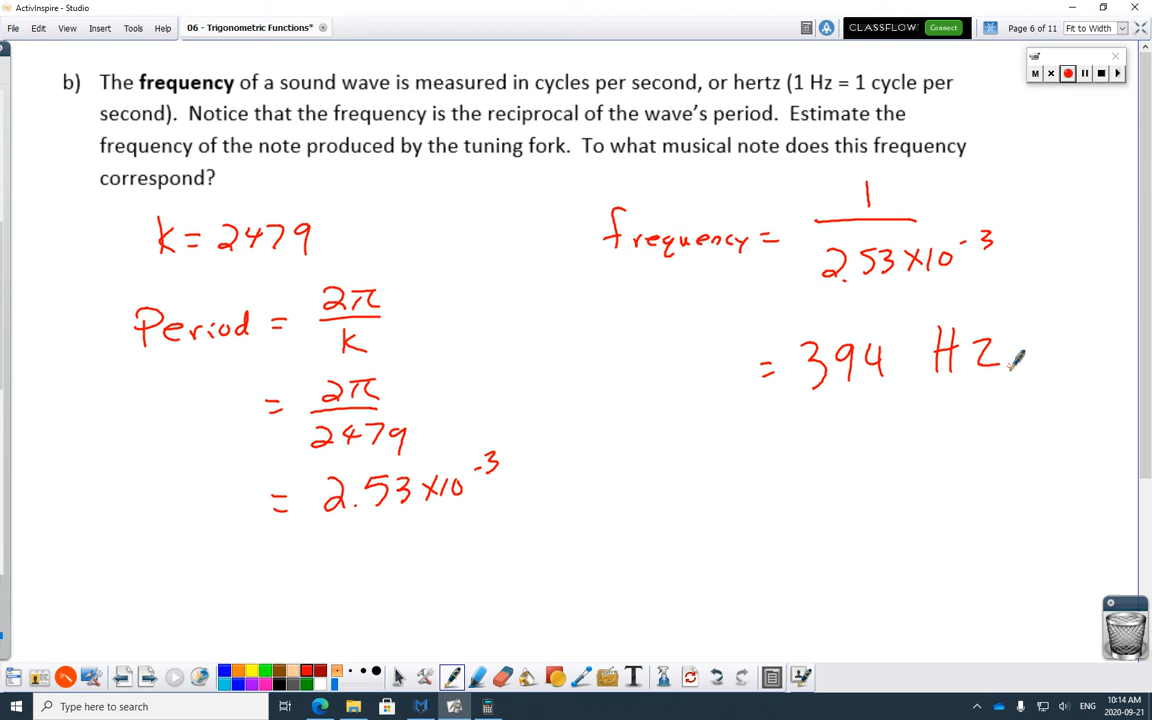 ActivInspire - Studio
File Edit View Insert Tools Help 06 - Trigonometric Functions* CLASSFLOW Connect Page 6 of 11 Fit to Width
M
b) The frequency of a sound wave is measured in cycles per second, or hertz (1 Hz = 1 cycle per
second). Notice that the frequency is the reciprocal of the wave's period. Estimate the
frequency of the note produced by the tuning fork. To what musical note does this frequency
correspond?
k = 2479
Period = 2π / k
= 2π / 2479
= 2.53 × 10⁻³
frequency = 1 / 2.53 × 10⁻³
= 394 Hz
T
Type here to search
ENG
10:14 AM
2020-09-21